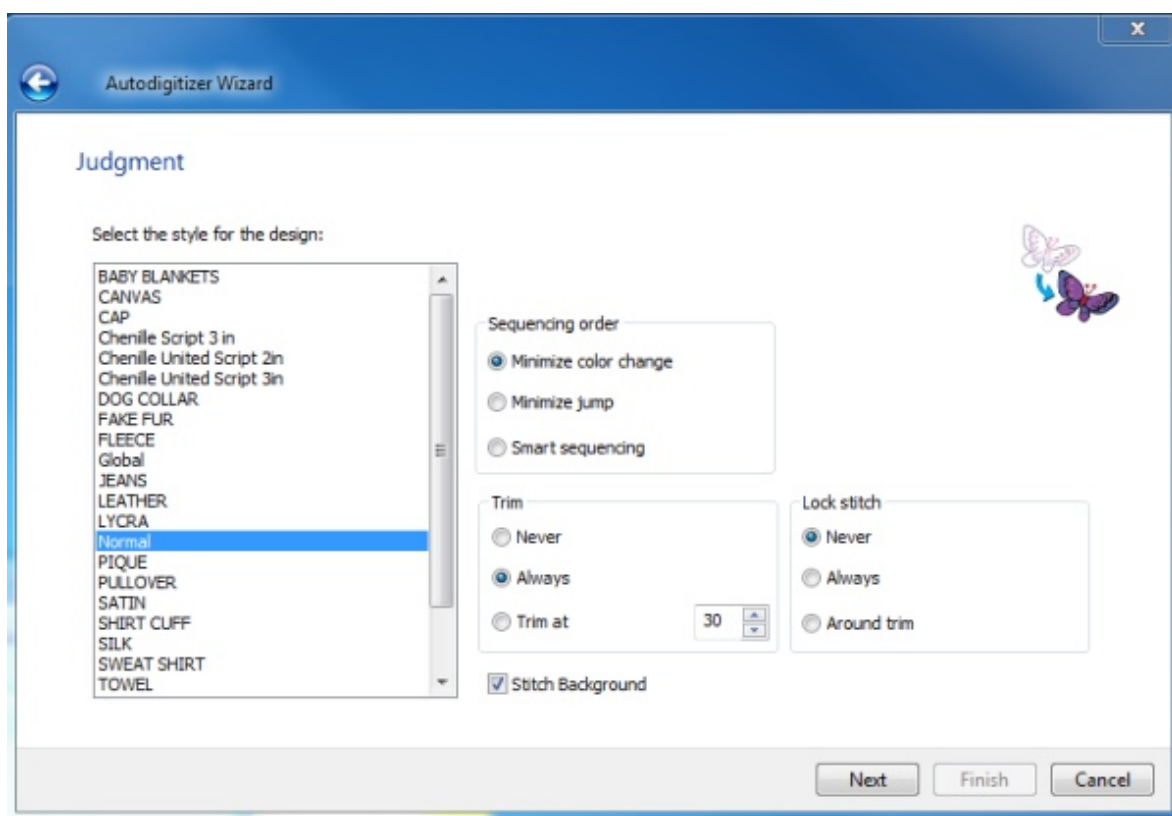 x
Autodigitizer Wizard
Judgment
Select the style for the design:
BABY BLANKETS
CANVAS
CAP
Chenille Script 3 in
Chenille United Script 2in
Chenille United Script 3in
DOG COLLAR
FAKE FUR
FLEECE
Global
JEANS
LEATHER
LYCRA
Normal
PIQUE
PULLOVER
SATIN
SHIRT CUFF
SILK
SWEAT SHIRT
TOWEL
Sequencing order
Minimize color change
Minimize jump
Smart sequencing
Trim
Never
Always
Trim at 30
Lock stitch
Never
Always
Around trim
Stitch Background
Next Finish Cancel